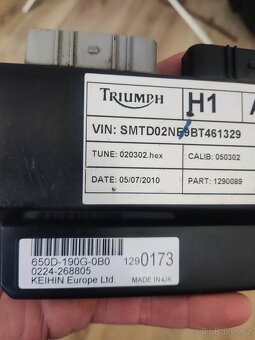 TRIUMPH
H1
A
VIN: SMTD02NE9BT461329
TUNE: 020302.hex
CALIB: 050302
DATE: 05/07/2010
PART: 1290089
650D-190G-0B0
1290173
0224-268805
KEIHIN Europe Ltd.
MADE IN UK